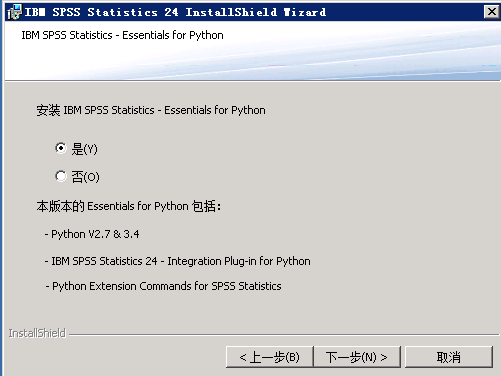 IBM SPSS Statistics 24 InstallShield Wizard
IBM SPSS Statistics - Essentials for Python
安装 IBM SPSS Statistics - Essentials for Python
是(Y)
否(O)
本版本的 Essentials for Python 包括：
- Python V2.7 & 3.4
- IBM SPSS Statistics 24 - Integration Plug-in for Python
- Python Extension Commands for SPSS Statistics
InstallShield
< 上一步(B) 下一步(N) > 取消